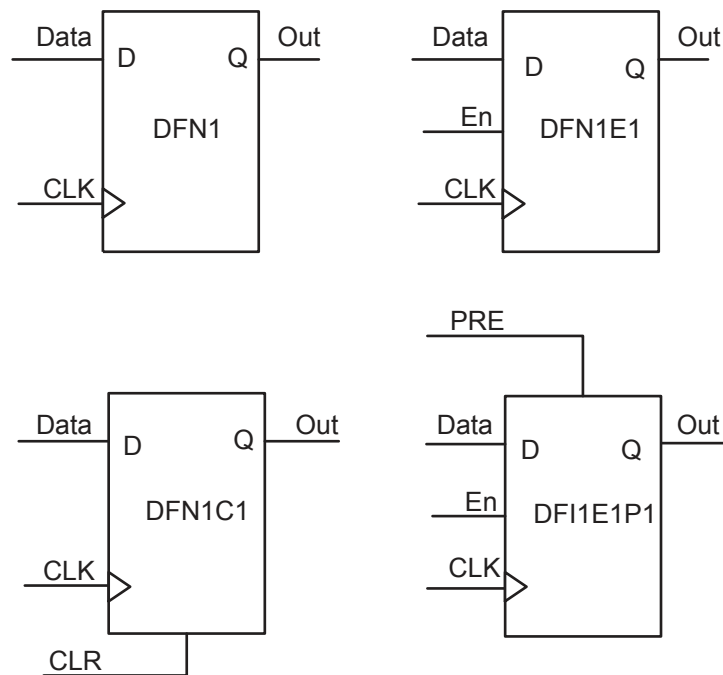 Data
Out
D
Q
DFN1
CLK
Data
Out
D
Q
En
DFN1E1
CLK
Data
Out
D
Q
DFN1C1
CLK
CLR
PRE
Data
Out
D
Q
En
DFI1E1P1
CLK